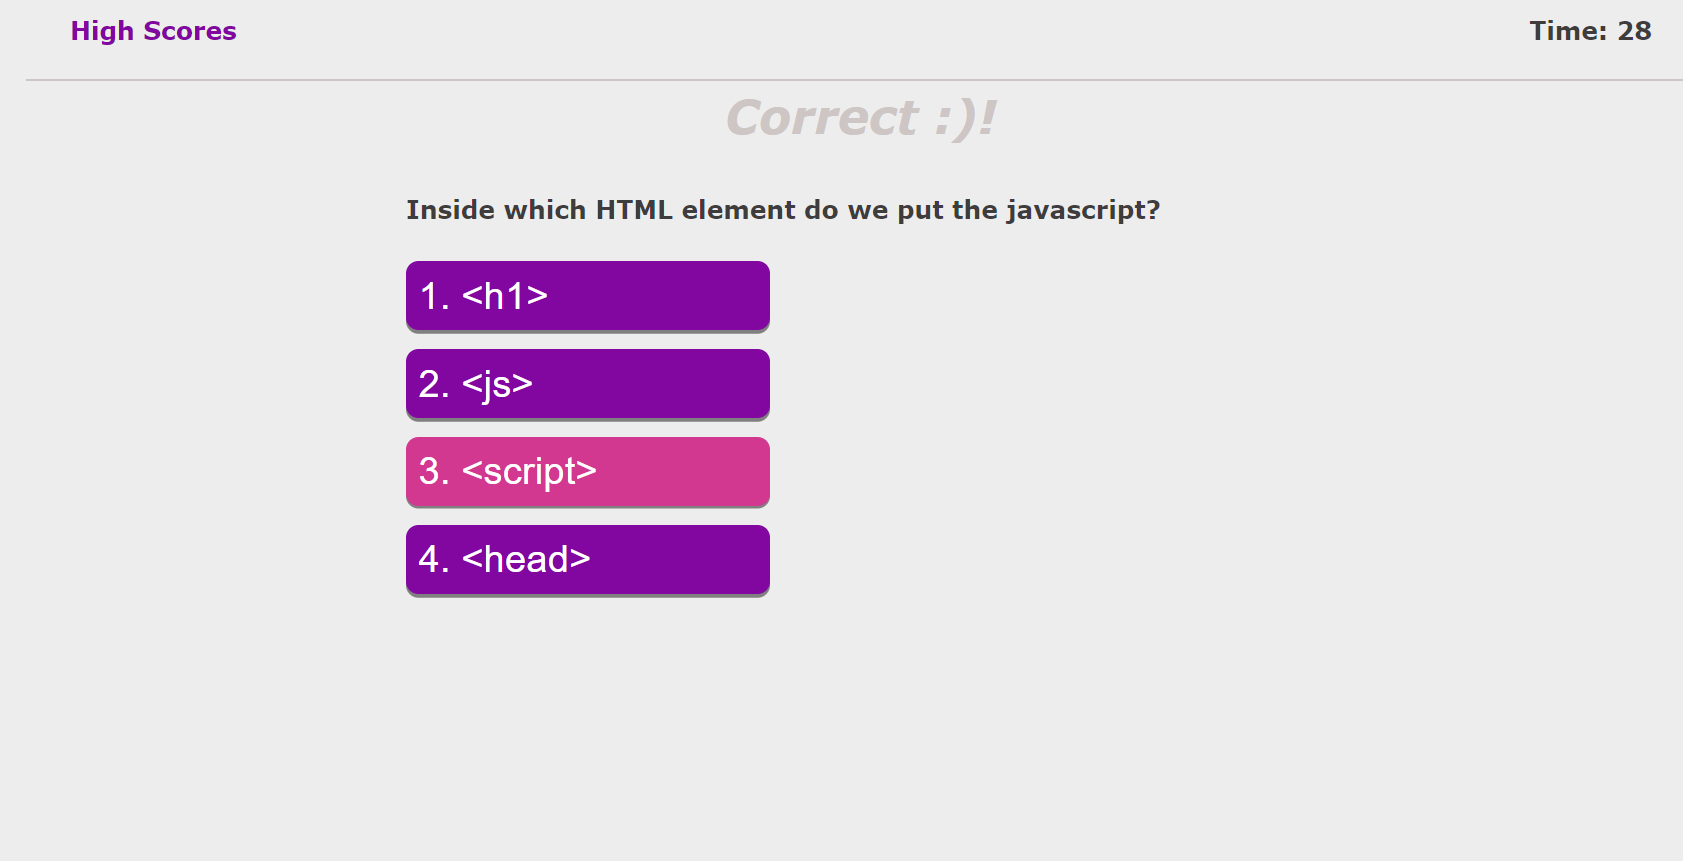 High Scores
Time: 28
Correct :)!
Inside which HTML element do we put the javascript?
1. <h1>
2. <js>
3. <script>
4. <head>